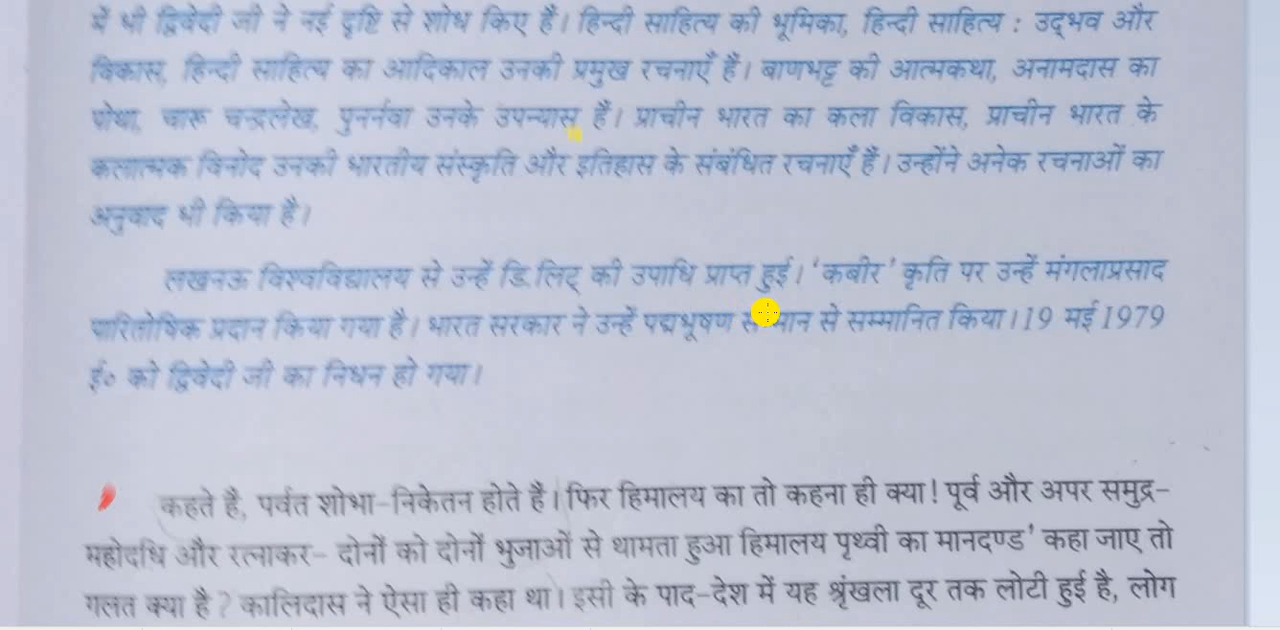 में भी द्विवेदी जी ने नई दृष्टि से शोध किए हैं। हिन्दी साहित्य की भूमिका, हिन्दी साहित्य : उद्भव और
विकास, हिन्दी साहित्य का आदिकाल उनकी प्रमुख रचनाएँ हैं। बाणभट्ट की आत्मकथा, अनामदास का
पोथा, चारू चन्द्रलेख, पुनर्नवा उनके उपन्यास हैं। प्राचीन भारत का कला विकास, प्राचीन भारत के
कलात्मक विनोद उनकी भारतीय संस्कृति और इतिहास के संबंधित रचनाएँ हैं। उन्होंने अनेक रचनाओं का
अनुवाद भी किया है।
लखनऊ विश्वविद्यालय से उन्हें डि.लिट् की उपाधि प्राप्त हुई। 'कबीर' कृति पर उन्हें मंगलाप्रसाद
पारितोषिक प्रदान किया गया है। भारत सरकार ने उन्हें पद्मभूषण से सम्मानित किया। 19 मई 1979
ई० को द्विवेदी जी का निधन हो गया।
कहते हैं, पर्वत शोभा-निकेतन होते हैं। फिर हिमालय का तो कहना ही क्या! पूर्व और अपर समुद्र-
महोदधि और रत्नाकर- दोनों को दोनों भुजाओं से थामता हुआ हिमालय पृथ्वी का मानदण्ड' कहा जाए तो
गलत क्या है? कालिदास ने ऐसा ही कहा था। इसी के पाद-देश में यह श्रृंखला दूर तक लोटी हुई है, लोग